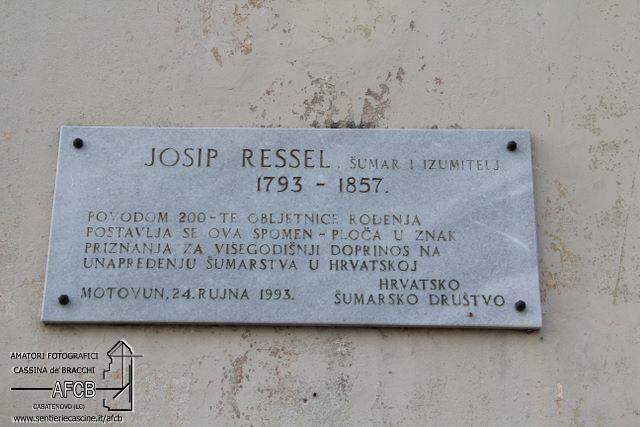 JOSIP RESSEL, ŠUMAR I IZUMITELJ
1793 - 1857.
POVODOM 200-TE OBLJETNICE ROĐENJA
POSTAVLJA SE OVA SPOMEN-PLOČA U ZNAK
PRIZNANJA ZA VIŠEGODIŠNJI DOPRINOS NA
UNAPREĐENJU ŠUMARSTVA U HRVATSKOJ
MOTOVUN, 24. RUJNA 1993.
HRVATSKO
ŠUMARSKO DRUŠTVO
AMATORI FOTOGRAFICI
CASSINA de' BRACCHI
AFCB
CASATENOVO (LC)
www.sentieriecascine.it/afcb